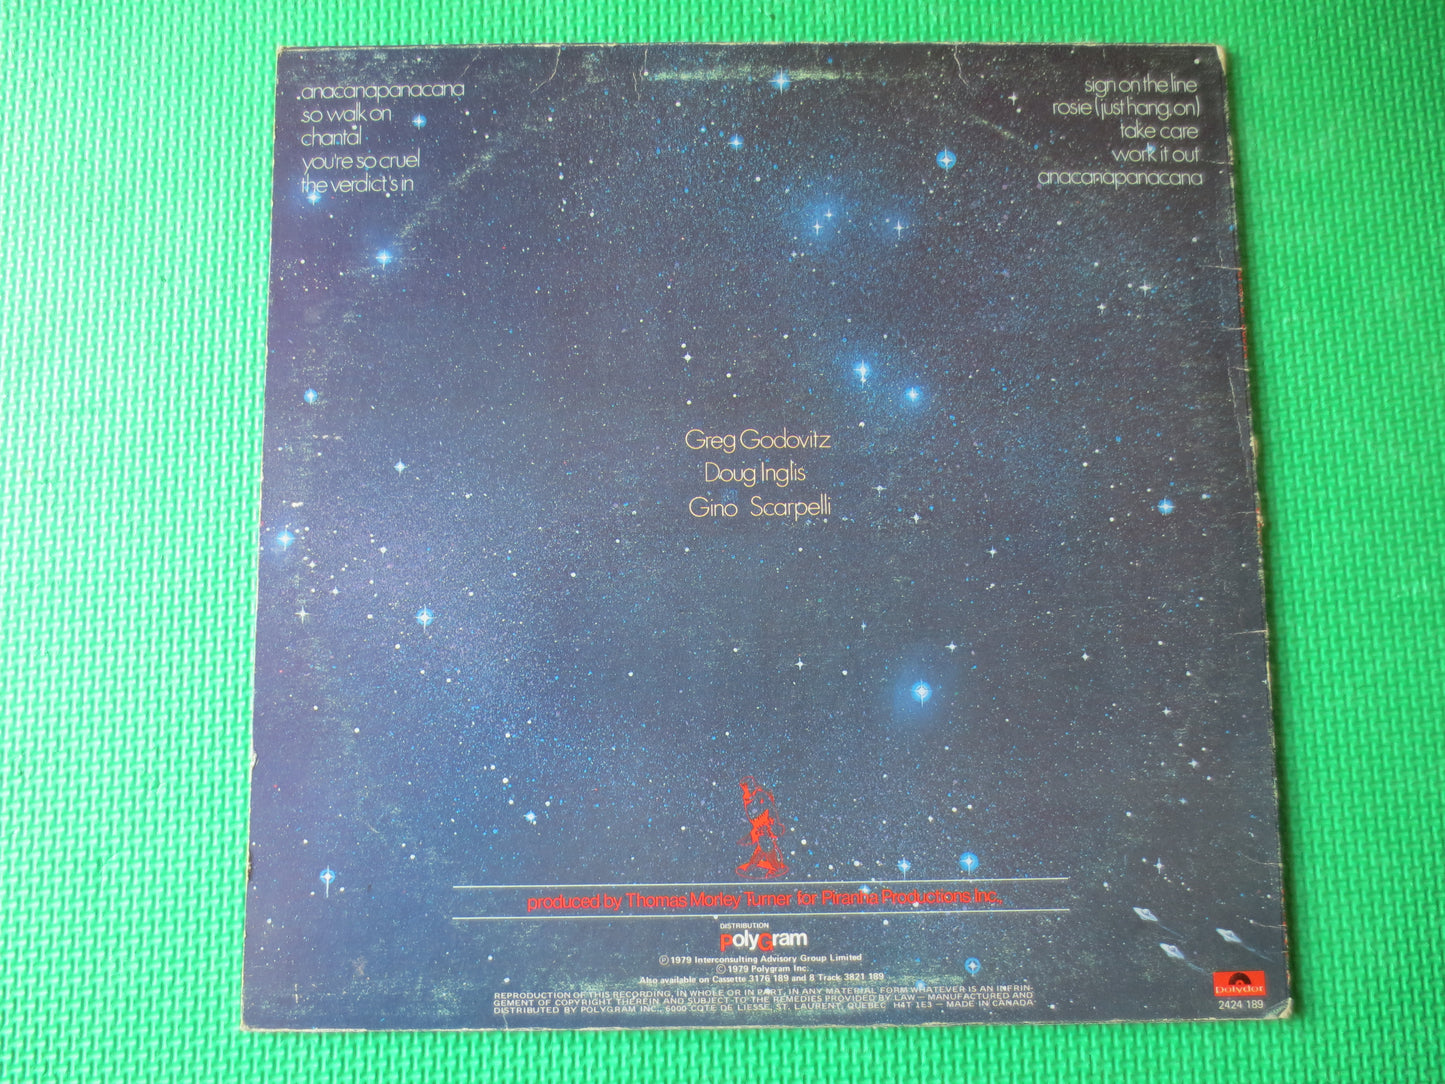 anacanapanacana
so walk on
chantal
you're so cruel
the verdict's in
sign on the line
rosie (just hang on)
take care
work it out
anacanapanacana
Greg Godovitz
Doug Inglis
Gino Scarpelli
produced by Thomas Morley Turner for Piranha Productions Inc.
DISTRIBUTION
PolyGram
℗ 1979 Interconsulting Advisory Group Limited
© 1979 Polygram Inc.
Also available on Cassette 3176 189 and 8 Track 3821 189
REPRODUCTION OF THIS RECORDING, IN WHOLE OR IN PART, IN ANY MATERIAL FORM WHATEVER IS AN INFRIN-
GEMENT OF COPYRIGHT THEREIN AND SUBJECT TO THE REMEDIES PROVIDED BY LAW — MANUFACTURED AND
DISTRIBUTED BY POLYGRAM INC., 6000 COTE DE LIESSE, ST. LAURENT, QUEBEC H4T 1E3 — MADE IN CANADA
polydor
2424 189